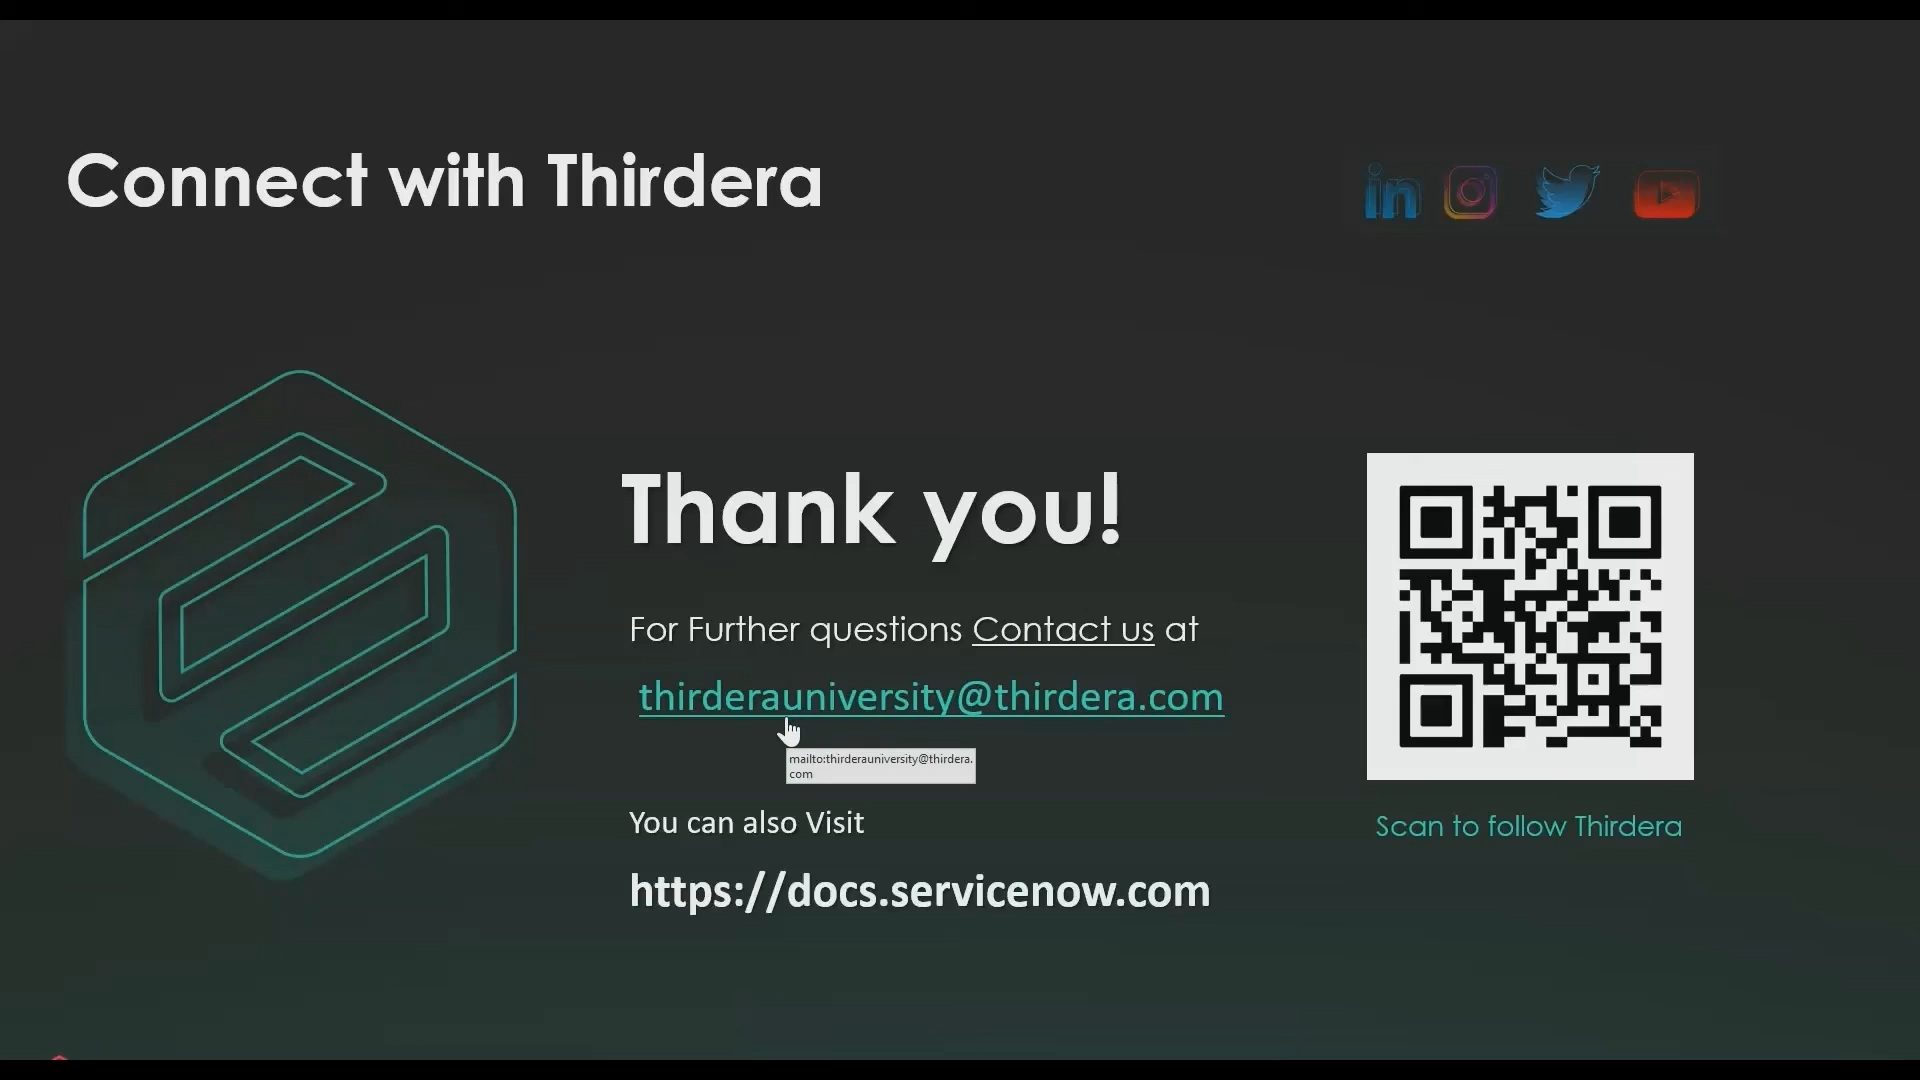 Connect with Thirdera
in
Thank you!
For Further questions Contact us at
thirderauniversity@thirdera.com
mailto:thirderauniversity@thirdera.
com
You can also Visit
https://docs.servicenow.com
Scan to follow Thirdera